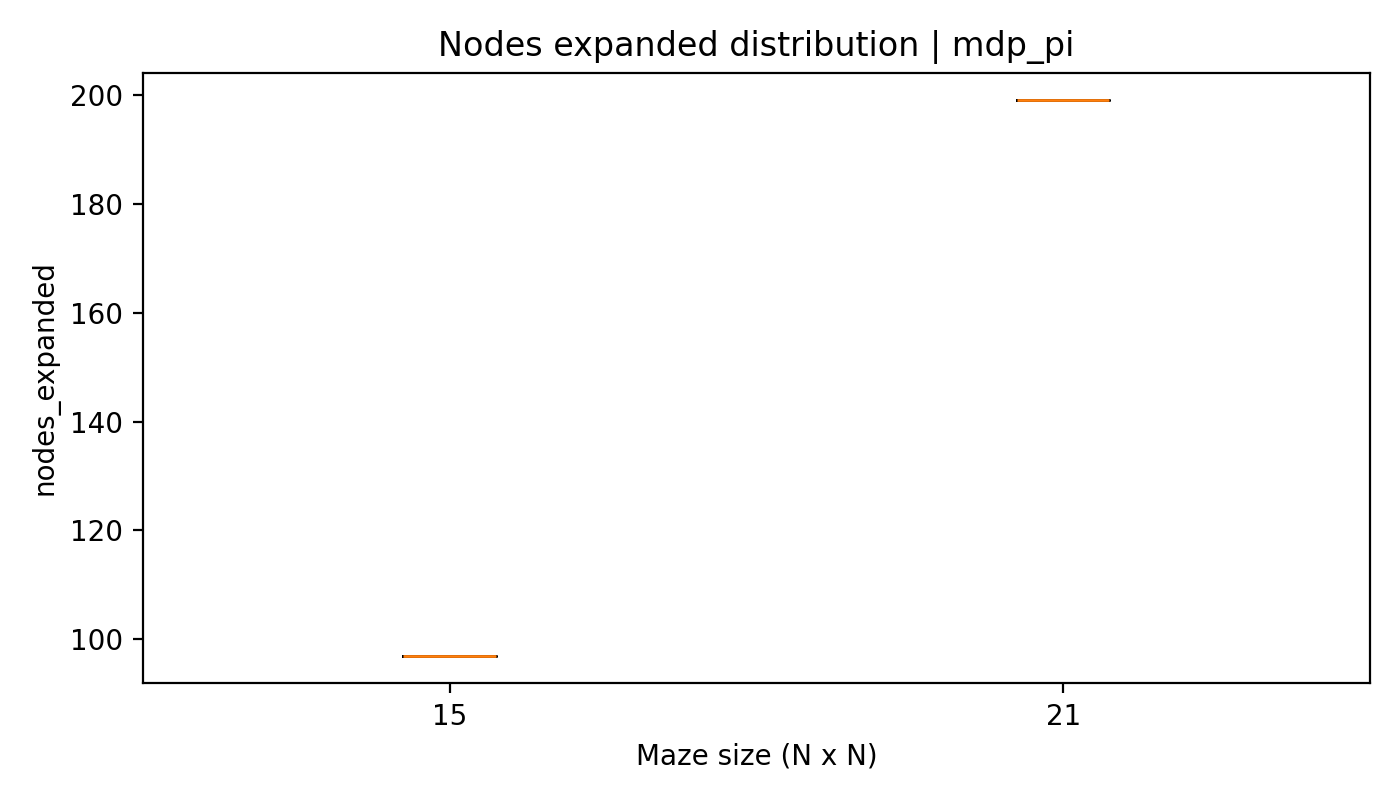 Nodes expanded distribution | mdp_pi
nodes_expanded
200
180
160
140
120
100
15 21
Maze size (N x N)